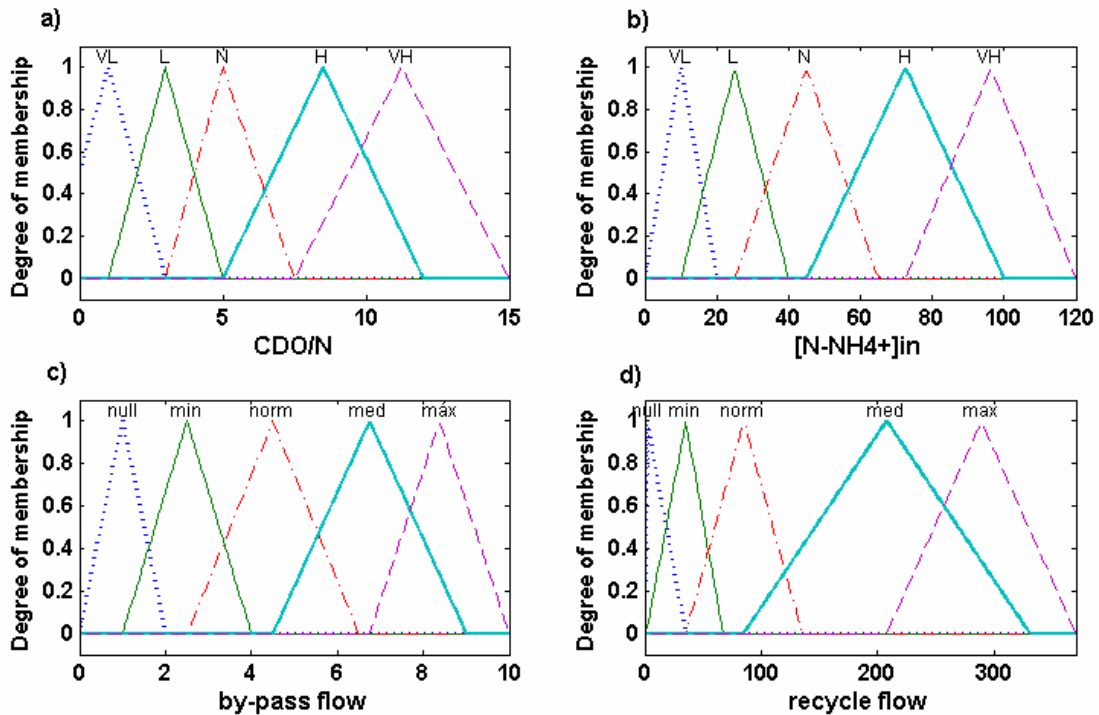 a)
VL L N H VH
Degree of membership
1
0.8
0.6
0.4
0.2
0
0 5 10 15
CDO/N
b)
VL L N H VH
Degree of membership
1
0.8
0.6
0.4
0.2
0
0 20 40 60 80 100 120
[N-NH4+]in
c)
null min norm med máx
Degree of membership
1
0.8
0.6
0.4
0.2
0
0 2 4 6 8 10
by-pass flow
d)
null min norm med max
Degree of membership
1
0.8
0.6
0.4
0.2
0
0 100 200 300
recycle flow